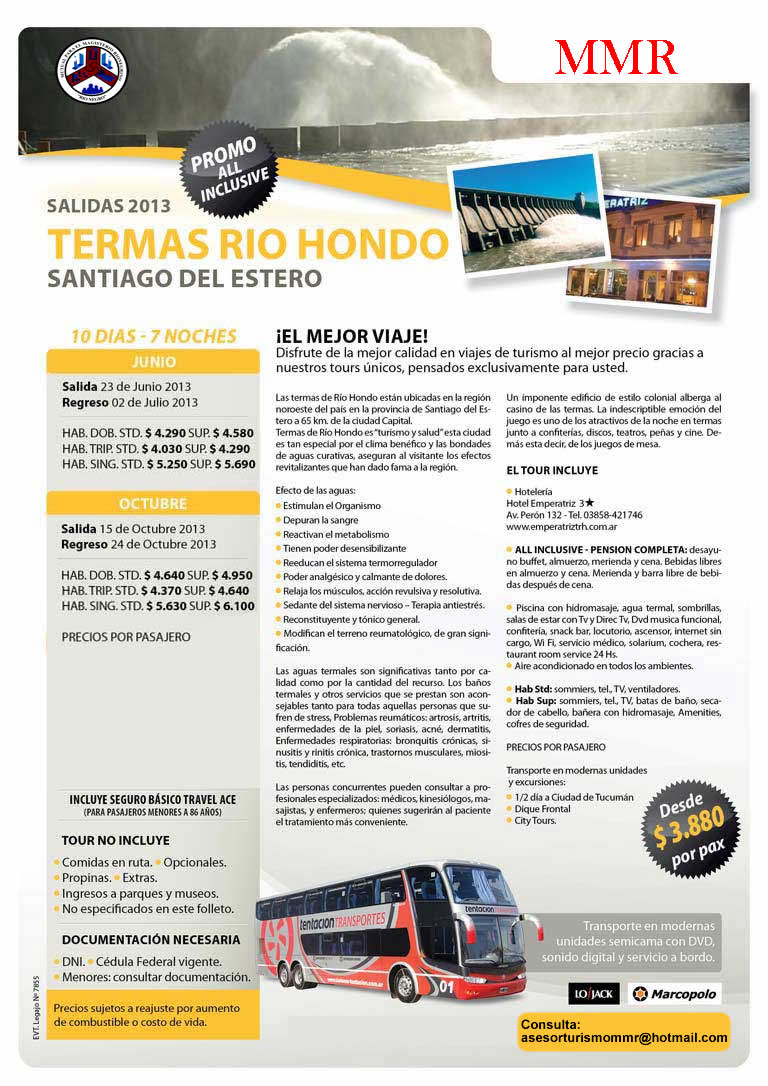 MMR
PROMO
ALL
INCLUSIVE
SALIDAS 2013
TERMAS RIO HONDO
SANTIAGO DEL ESTERO
10 DIAS - 7 NOCHES
JUNIO
Salida 23 de Junio 2013
Regreso 02 de Julio 2013
HAB. DOB. STD. $ 4.290 SUP. $ 4.580
HAB. TRIP. STD. $ 4.030 SUP. $ 4.290
HAB. SING. STD. $ 5.250 SUP. $ 5.690
OCTUBRE
Salida 15 de Octubre 2013
Regreso 24 de Octubre 2013
HAB. DOB. STD. $ 4.640 SUP. $ 4.950
HAB. TRIP. STD. $ 4.370 SUP. $ 4.640
HAB. SING. STD. $ 5.630 SUP. $ 6.100
PRECIOS POR PASAJERO
INCLUYE SEGURO BÁSICO TRAVEL ACE
(PARA PASAJEROS MENORES A 86 AÑOS)
TOUR NO INCLUYE
• Comidas en ruta. • Opcionales.
• Propinas. • Extras.
• Ingresos a parques y museos.
• No especificados en este folleto.
DOCUMENTACIÓN NECESARIA
• DNI. • Cédula Federal vigente.
• Menores: consultar documentación.
Precios sujetos a reajuste por aumento
de combustible o costo de vida.
EVT. Legajo Nº 7855
¡EL MEJOR VIAJE!
Disfrute de la mejor calidad en viajes de turismo al mejor precio gracias a
nuestros tours únicos, pensados exclusivamente para usted.
Las termas de Río Hondo están ubicadas en la región
noroeste del país en la provincia de Santiago del Es-
tero a 65 km. de la ciudad Capital.
Termas de Río Hondo es "turismo y salud" esta ciudad
es tan especial por el clima benéfico y las bondades
de aguas curativas, aseguran al visitante los efectos
revitalizantes que han dado fama a la región.
Efecto de las aguas:
• Estimulan el Organismo
• Depuran la sangre
• Reactivan el metabolismo
• Tienen poder desensibilizante
• Reeducan el sistema termorregulador
• Poder analgésico y calmante de dolores.
• Relaja los músculos, acción revulsiva y resolutiva.
• Sedante del sistema nervioso – Terapia antiestrés.
• Reconstituyente y tónico general.
• Modifican el terreno reumatológico, de gran signi-
ficación.
Las aguas termales son significativas tanto por ca-
lidad como por la cantidad del recurso. Los baños
termales y otros servicios que se prestan son acon-
sejables tanto para todas aquellas personas que su-
fren de stress, Problemas reumáticos: artrosis, artritis,
enfermedades de la piel, soriasis, acné, dermatitis,
Enfermedades respiratorias: bronquitis crónicas, si-
nusitis y rinitis crónica, trastornos musculares, miosi-
tis, tendiditis, etc.
Las personas concurrentes pueden consultar a pro-
fesionales especializados: médicos, kinesiólogos, ma-
sajistas, y enfermeros; quienes sugerirán al paciente
el tratamiento más conveniente.
Un imponente edificio de estilo colonial alberga al
casino de las termas. La indescriptible emoción del
juego es uno de los atractivos de la noche en termas
junto a confiterías, discos, teatros, peñas y cine. De-
más esta decir, de los juegos de mesa.
EL TOUR INCLUYE
• Hotelería
Hotel Emperatriz 3★
Av. Perón 132 - Tel. 03858-421746
www.emperatriztrh.com.ar
• ALL INCLUSIVE - PENSION COMPLETA: desayu-
no buffet, almuerzo, merienda y cena. Bebidas libres
en almuerzo y cena. Merienda y barra libre de bebi-
das después de cena.
• Piscina con hidromasaje, agua termal, sombrillas,
salas de estar con Tv y Direc Tv, Dvd musica funcional,
confitería, snack bar, locutorio, ascensor, internet sin
cargo, Wi Fi, servicio médico, solarium, cochera, res-
taurant room service 24 Hs.
• Aire acondicionado en todos los ambientes.
• Hab Std: sommiers, tel., TV, ventiladores.
• Hab Sup: sommiers, tel., TV, batas de baño, seca-
dor de cabello, bañera con hidromasaje, Amenities,
cofres de seguridad.
PRECIOS POR PASAJERO
Transporte en modernas unidades
y excursiones:
• 1/2 día a Ciudad de Tucumán
• Dique Frontal
• City Tours.
Desde
$ 3.880
por pax
tentacion TRANSPORTES
01
Transporte en modernas
unidades semicama con DVD,
sonido digital y servicio a bordo.
LO JACK
Marcopolo
Consulta:
asesorturismommr@hotmail.com